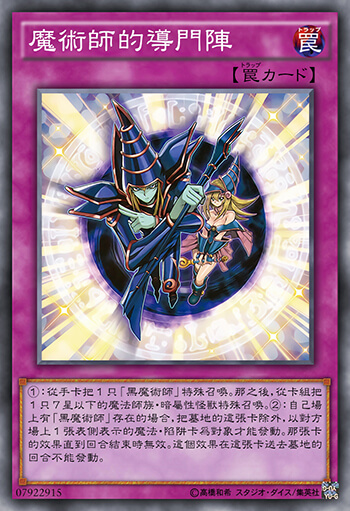 魔術師的導門陣
トラップ
罠
トラップ
【罠カード】
①:從手卡把1只「黑魔術師」特殊召喚。那之後,從卡組把
1只7星以下的魔法師族·暗屬性怪獸特殊召喚。②:自己場
上有「黑魔術師」存在的場合,把墓地的這張卡除外,以對方
場上1張表側表示的魔法·陷阱卡爲對象才能發動。那張卡
的效果直到回合結束時無效。這個效果在這張卡送去墓地的
回合不能發動。
07922915
©高橋和希 スタジオ・ダイス/集英社